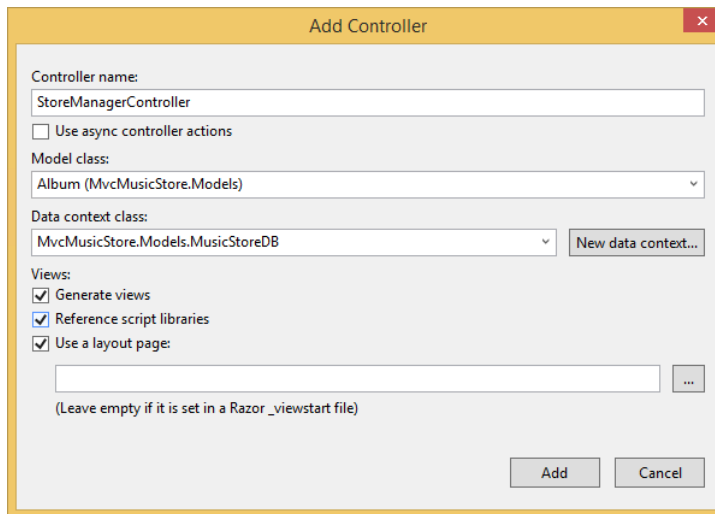 Add Controller
Controller name:
StoreManagerController
Use async controller actions
Model class:
Album (MvcMusicStore.Models)
Data context class:
MvcMusicStore.Models.MusicStoreDB
New data context...
Views:
Generate views
Reference script libraries
Use a layout page:
...
(Leave empty if it is set in a Razor _viewstart file)
Add
Cancel